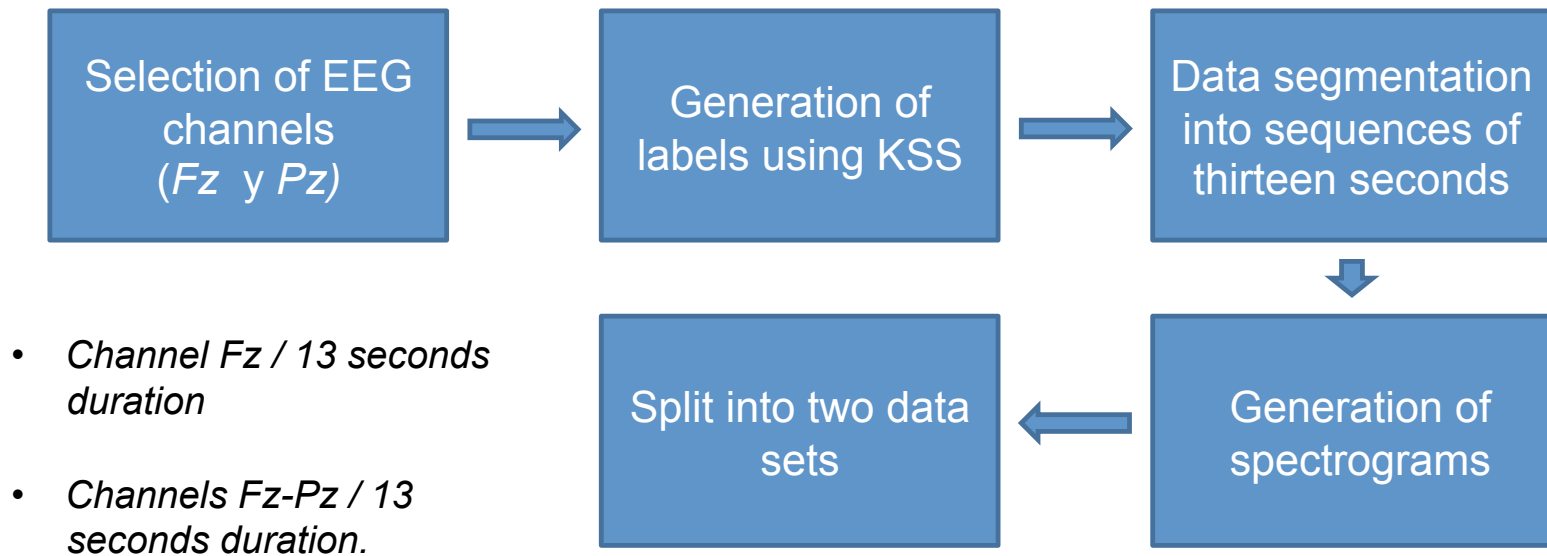 Selection of EEG
channels
(Fz y Pz)
Generation of
labels using KSS
Data segmentation
into sequences of
thirteen seconds
Generation of
spectrograms
Split into two data
sets
• Channel Fz / 13 seconds
duration
• Channels Fz-Pz / 13
seconds duration.